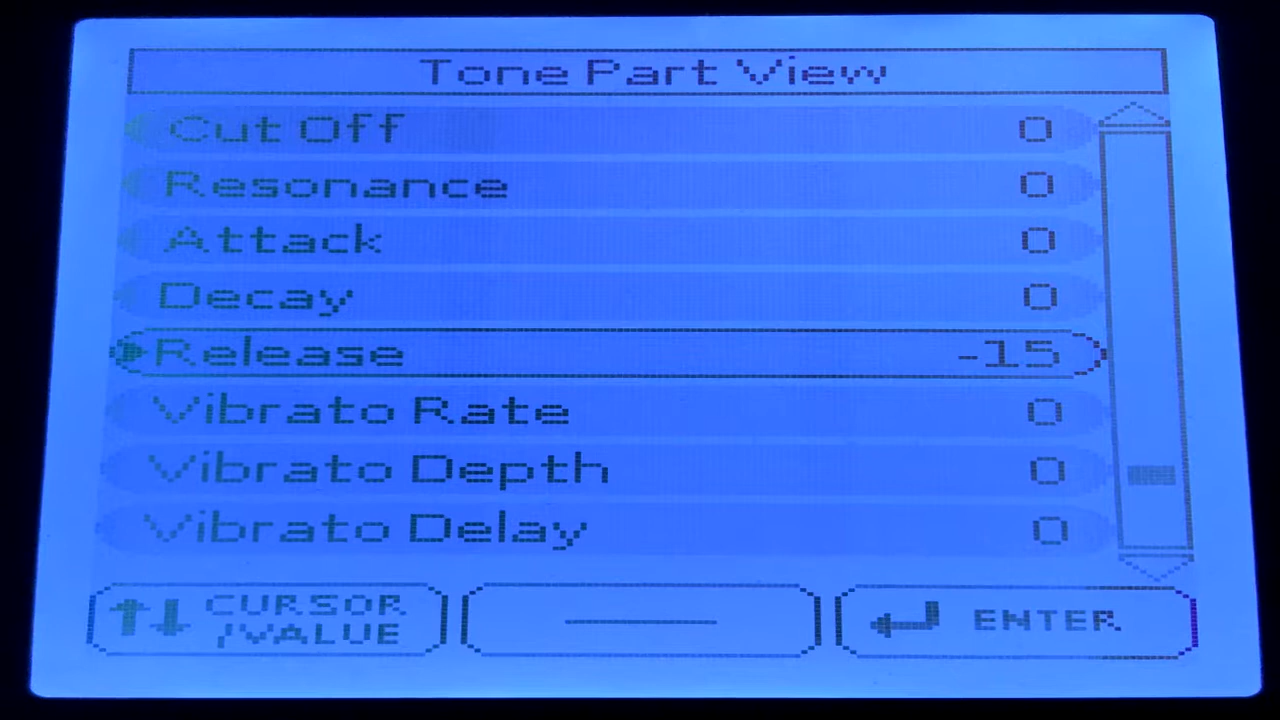 Tone Part View
Cut Off 0
Resonance 0
Attack 0
Decay 0
Release -15
Vibrato Rate 0
Vibrato Depth 0
Vibrato Delay 0
CURSOR
/VALUE
ENTER